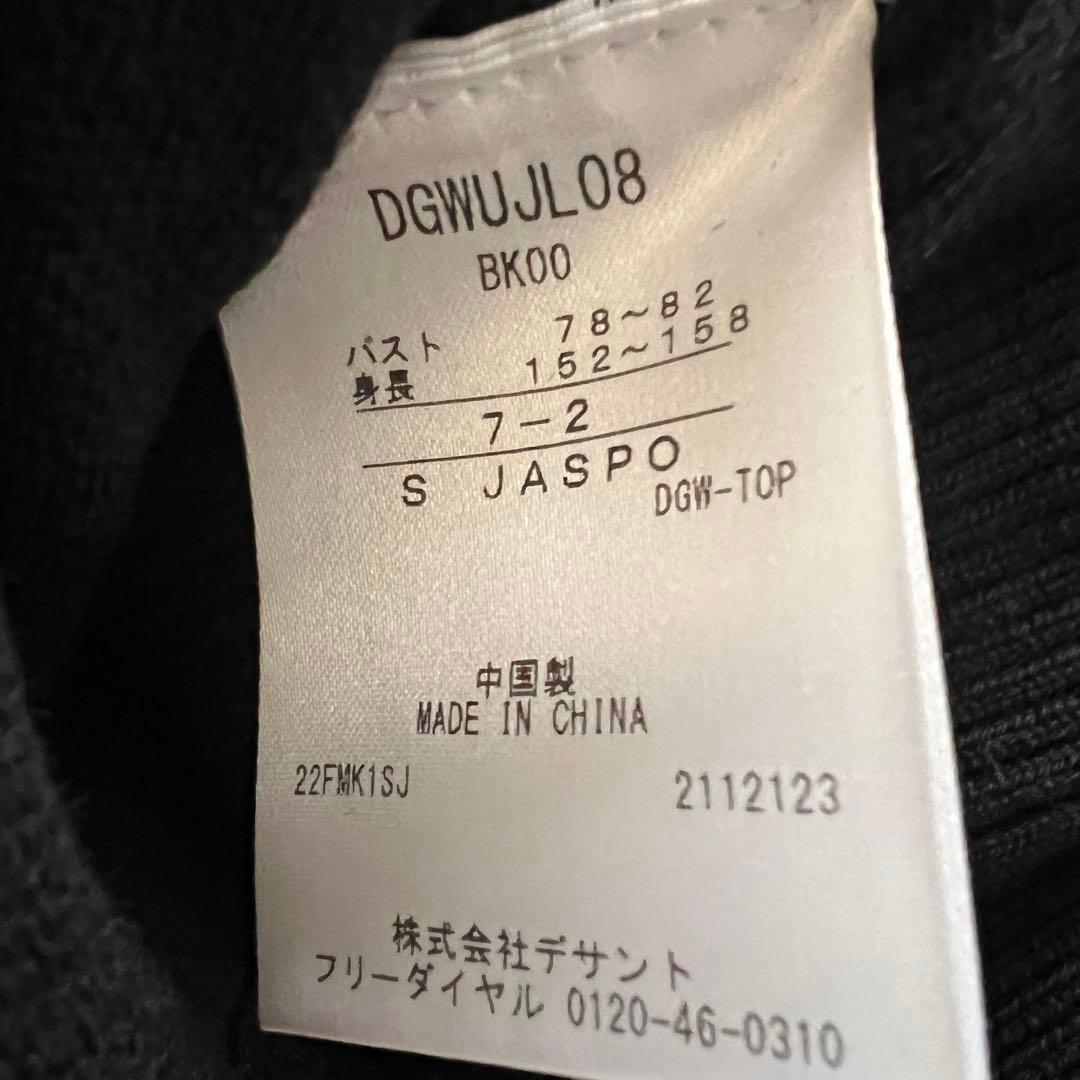 DGWUJL08
BK00
バスト 78～82
身長 152～158
7-2
S JASPO
DGW-TOP
中国製
MADE IN CHINA
22FMK1SJ 2112123
株式会社デサント
フリーダイヤル 0120-46-0310